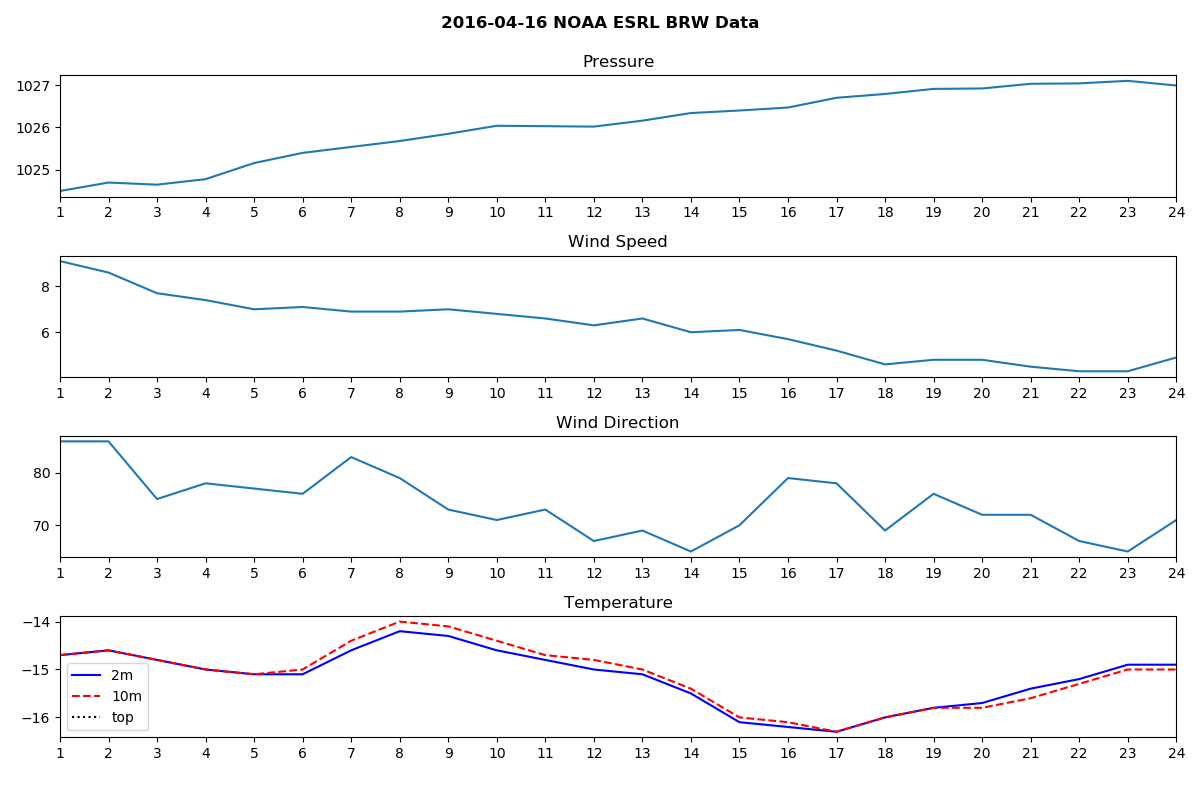 2016-04-16 NOAA ESRL BRW Data
Pressure
1027
1026
1025
1 2 3 4 5 6 7 8 9 10 11 12 13 14 15 16 17 18 19 20 21 22 23 24
Wind Speed
8
6
1 2 3 4 5 6 7 8 9 10 11 12 13 14 15 16 17 18 19 20 21 22 23 24
Wind Direction
80
70
1 2 3 4 5 6 7 8 9 10 11 12 13 14 15 16 17 18 19 20 21 22 23 24
Temperature
−14
−15
−16
2m
10m
top
1 2 3 4 5 6 7 8 9 10 11 12 13 14 15 16 17 18 19 20 21 22 23 24